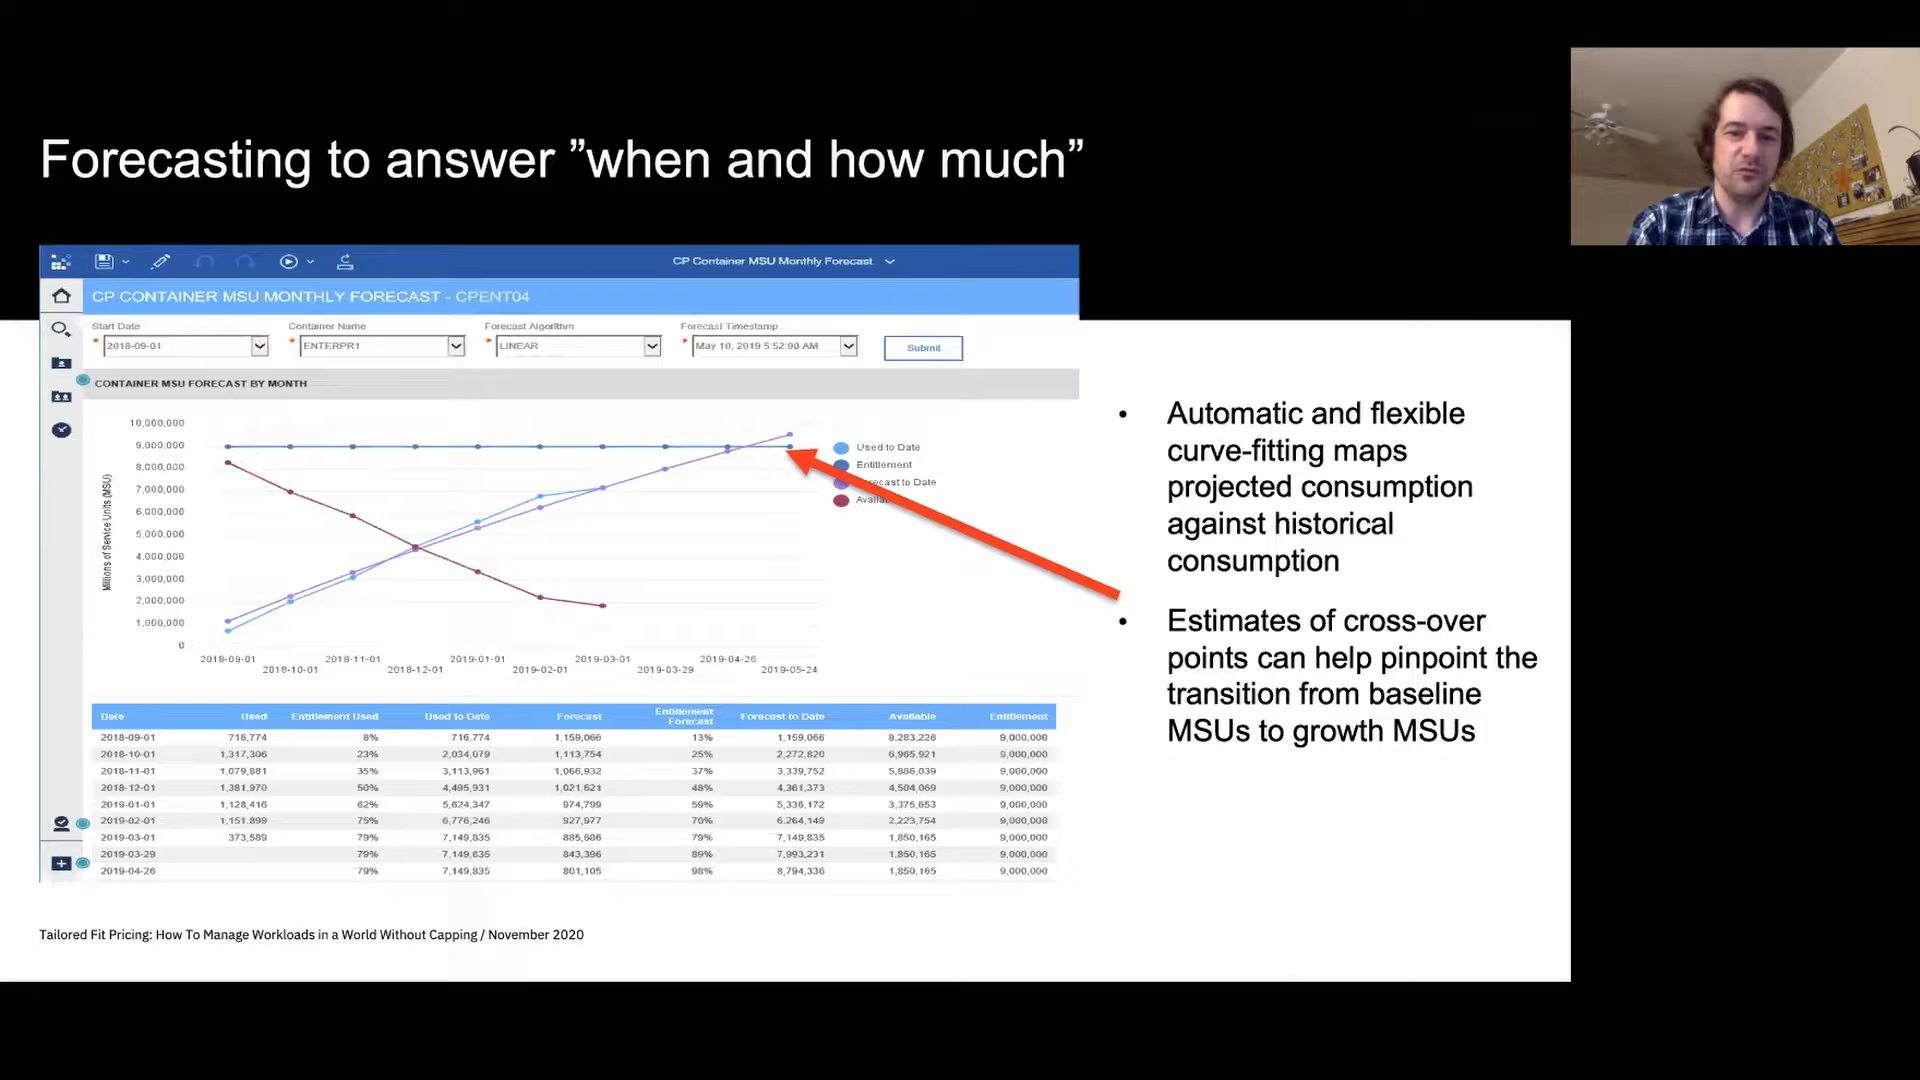 Forecasting to answer ”when and how much”
CP Container MSU Monthly Forecast
CP CONTAINER MSU MONTHLY FORECAST - CPENT04
Start Date Container Name Forecast Algorithm Forecast Timestamp
* 2018-09-01 * ENTERPR1 * LINEAR * May 10, 2019 5:52:00 AM Submit
CONTAINER MSU FORECAST BY MONTH
Millions of Service Units (MSU)
10,000,000
9,000,000
8,000,000
7,000,000
6,000,000
5,000,000
4,000,000
3,000,000
2,000,000
1,000,000
0
2018-09-01 2018-11-01 2019-01-01 2019-03-01 2019-04-26
2018-10-01 2018-12-01 2019-02-01 2019-03-29 2019-05-24
Used to Date
Entitlement
recast to Date
Availa
Date Used Entitlement Used Used to Date Forecast Entitlement Forecast Forecast to Date Available Entitlement
2018-09-01 716,774 8% 716,774 1,159,066 13% 1,159,066 8,283,226 9,000,000
2018-10-01 1,317,306 23% 2,034,079 1,113,754 25% 2,272,820 6,965,921 9,000,000
2018-11-01 1,079,881 35% 3,113,961 1,066,932 37% 3,339,752 5,886,039 9,000,000
2018-12-01 1,381,970 50% 4,495,931 1,021,621 48% 4,361,373 4,504,069 9,000,000
2019-01-01 1,128,416 62% 5,624,347 974,799 59% 5,336,172 3,375,653 9,000,000
2019-02-01 1,151,899 75% 6,776,246 927,977 70% 6,264,149 2,223,754 9,000,000
2019-03-01 373,589 79% 7,149,835 885,686 79% 7,149,835 1,850,165 9,000,000
2019-03-29 79% 7,149,835 843,396 89% 7,993,231 1,850,165 9,000,000
2019-04-26 79% 7,149,835 801,105 98% 8,794,336 1,850,165 9,000,000
• Automatic and flexible
curve-fitting maps
projected consumption
against historical
consumption
• Estimates of cross-over
points can help pinpoint the
transition from baseline
MSUs to growth MSUs
Tailored Fit Pricing: How To Manage Workloads in a World Without Capping / November 2020